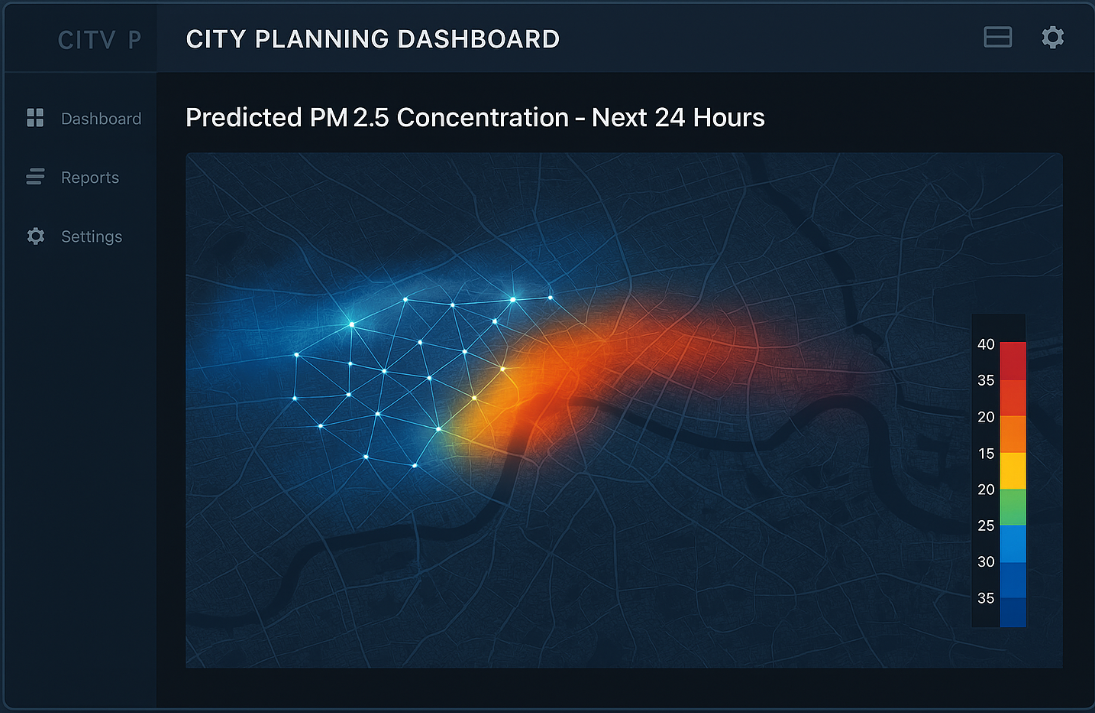 CITV P
CITY PLANNING DASHBOARD
Dashboard
Reports
Settings
Predicted PM 2.5 Concentration - Next 24 Hours
40
35
20
15
20
25
30
35